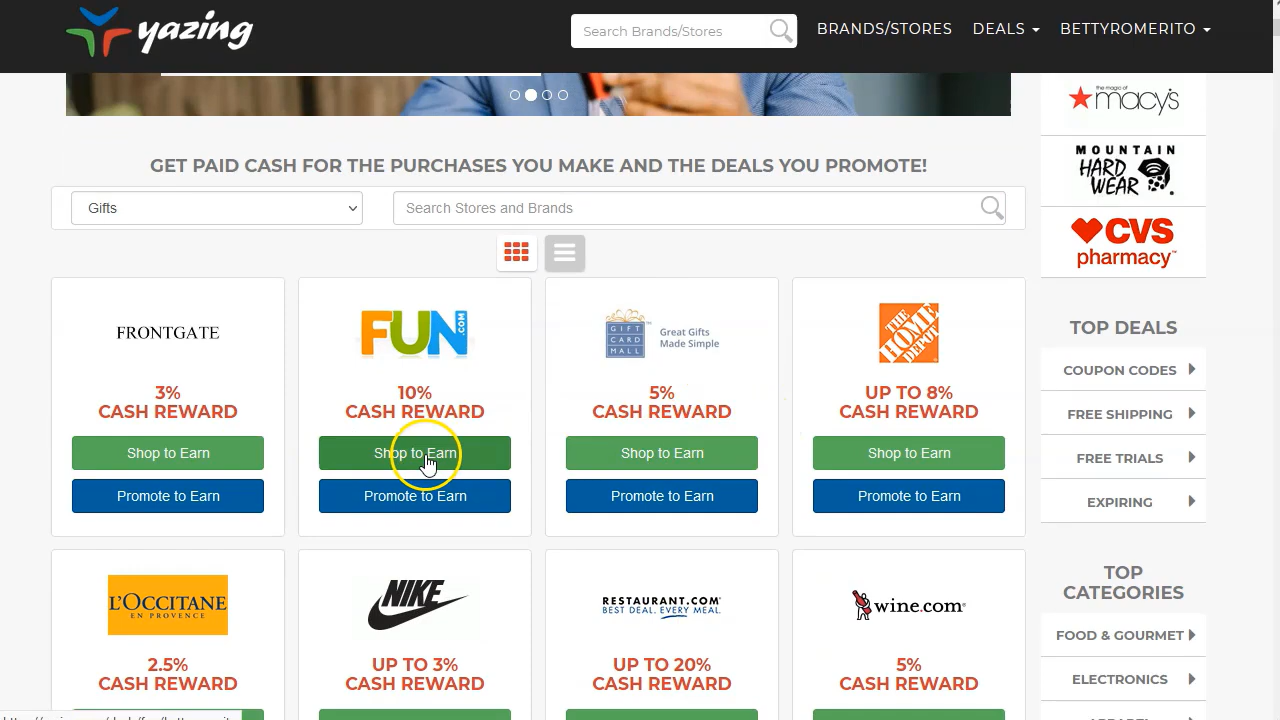 yazing
Search Brands/Stores
BRANDS/STORES
DEALS
BETTYROMERITO
the magic of
macy's
MOUNTAIN
HARD
WEAR
CVS
pharmacy
GET PAID CASH FOR THE PURCHASES YOU MAKE AND THE DEALS YOU PROMOTE!
Gifts
Search Stores and Brands
FRONTGATE
3%
CASH REWARD
Shop to Earn
Promote to Earn
FUN.COM
10%
CASH REWARD
Shop to Earn
Promote to Earn
GIFT
CARD
MALL
Great Gifts
Made Simple
5%
CASH REWARD
Shop to Earn
Promote to Earn
THE
HOME
DEPOT
UP TO 8%
CASH REWARD
Shop to Earn
Promote to Earn
TOP DEALS
COUPON CODES
FREE SHIPPING
FREE TRIALS
EXPIRING
L'OCCITANE
EN PROVENCE
2.5%
CASH REWARD
NIKE
UP TO 3%
CASH REWARD
RESTAURANT.COM
BEST DEAL. EVERY MEAL.
UP TO 20%
CASH REWARD
wine.com
5%
CASH REWARD
TOP
CATEGORIES
FOOD & GOURMET
ELECTRONICS